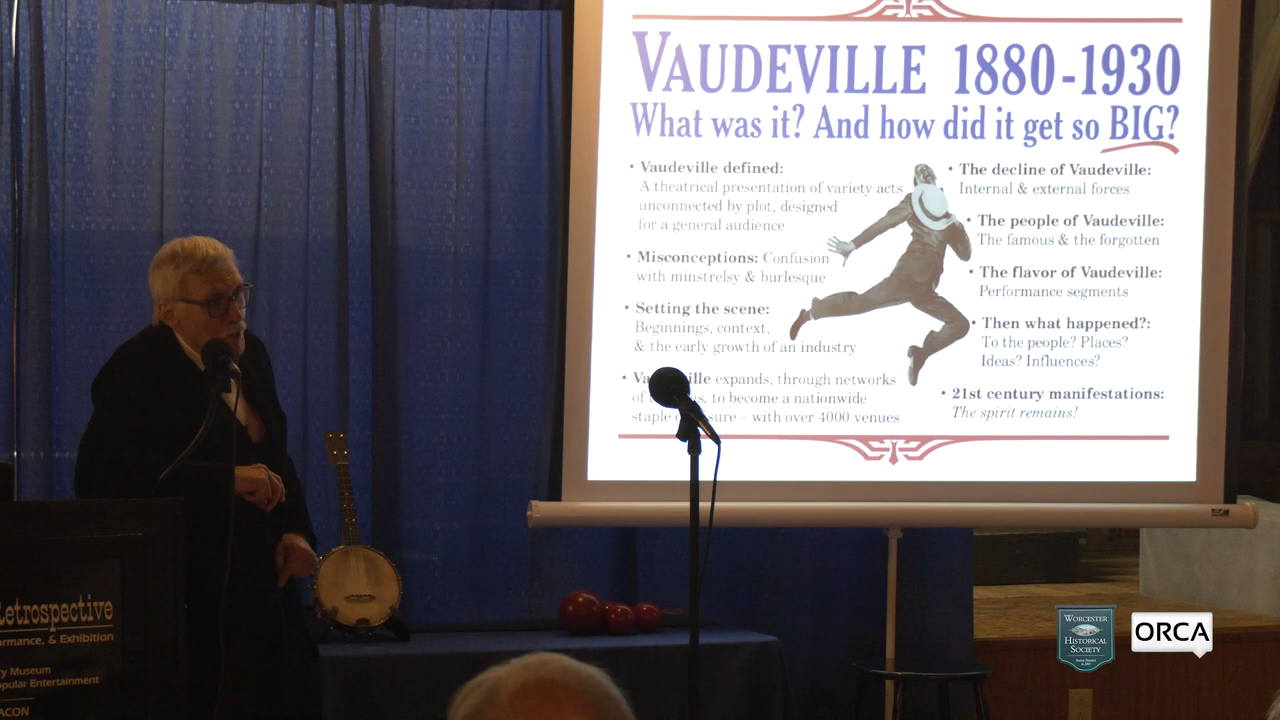 VAUDEVILLE 1880-1930
What was it? And how did it get so BIG?
• Vaudeville defined:
A theatrical presentation of variety acts
unconnected by plot, designed
for a general audience
• Misconceptions: Confusion
with minstrelsy & burlesque
• Setting the scene:
Beginnings, context,
& the early growth of an industry
expands, through networks
to become a nationwide
staple
– with over 4000 venues
• The decline of Vaudeville:
Internal & external forces
• The people of Vaudeville:
The famous & the forgotten
• The flavor of Vaudeville:
Performance segments
• Then what happened?:
To the people? Places?
Ideas? Influences?
• 21st century manifestations:
The spirit remains!
Retrospective
& Exhibition
Museum
Entertainment
WORCESTER
HISTORICAL
SOCIETY
ORCA